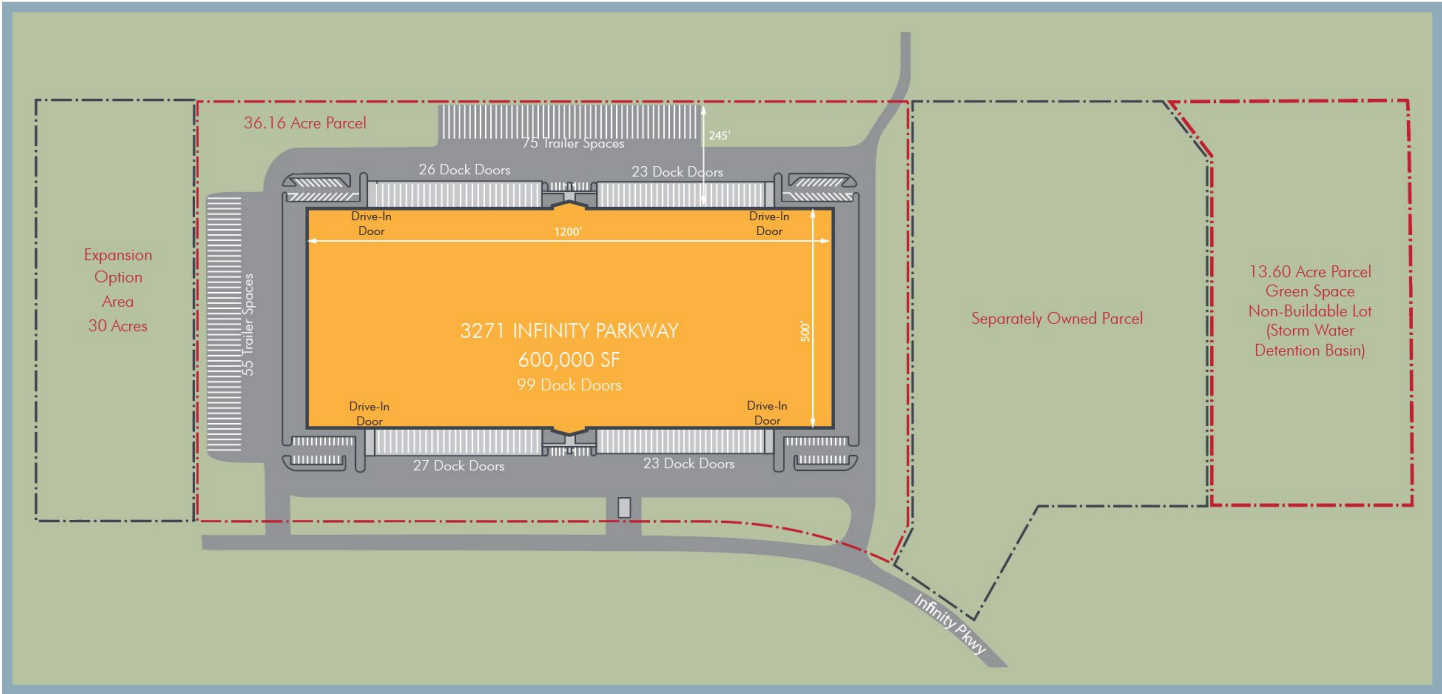 36.16 Acre Parcel
75 Trailer Spaces
245'
26 Dock Doors
23 Dock Doors
Drive-In
Door
Drive-In
Door
1200'
Expansion
Option
Area
30 Acres
55 Trailer Spaces
3271 INFINITY PARKWAY
600,000 SF
99 Dock Doors
500'
Separately Owned Parcel
13.60 Acre Parcel
Green Space
Non-Buildable Lot
(Storm Water
Detention Basin)
Drive-In
Door
Drive-In
Door
27 Dock Doors
23 Dock Doors
Infinity Pkwy